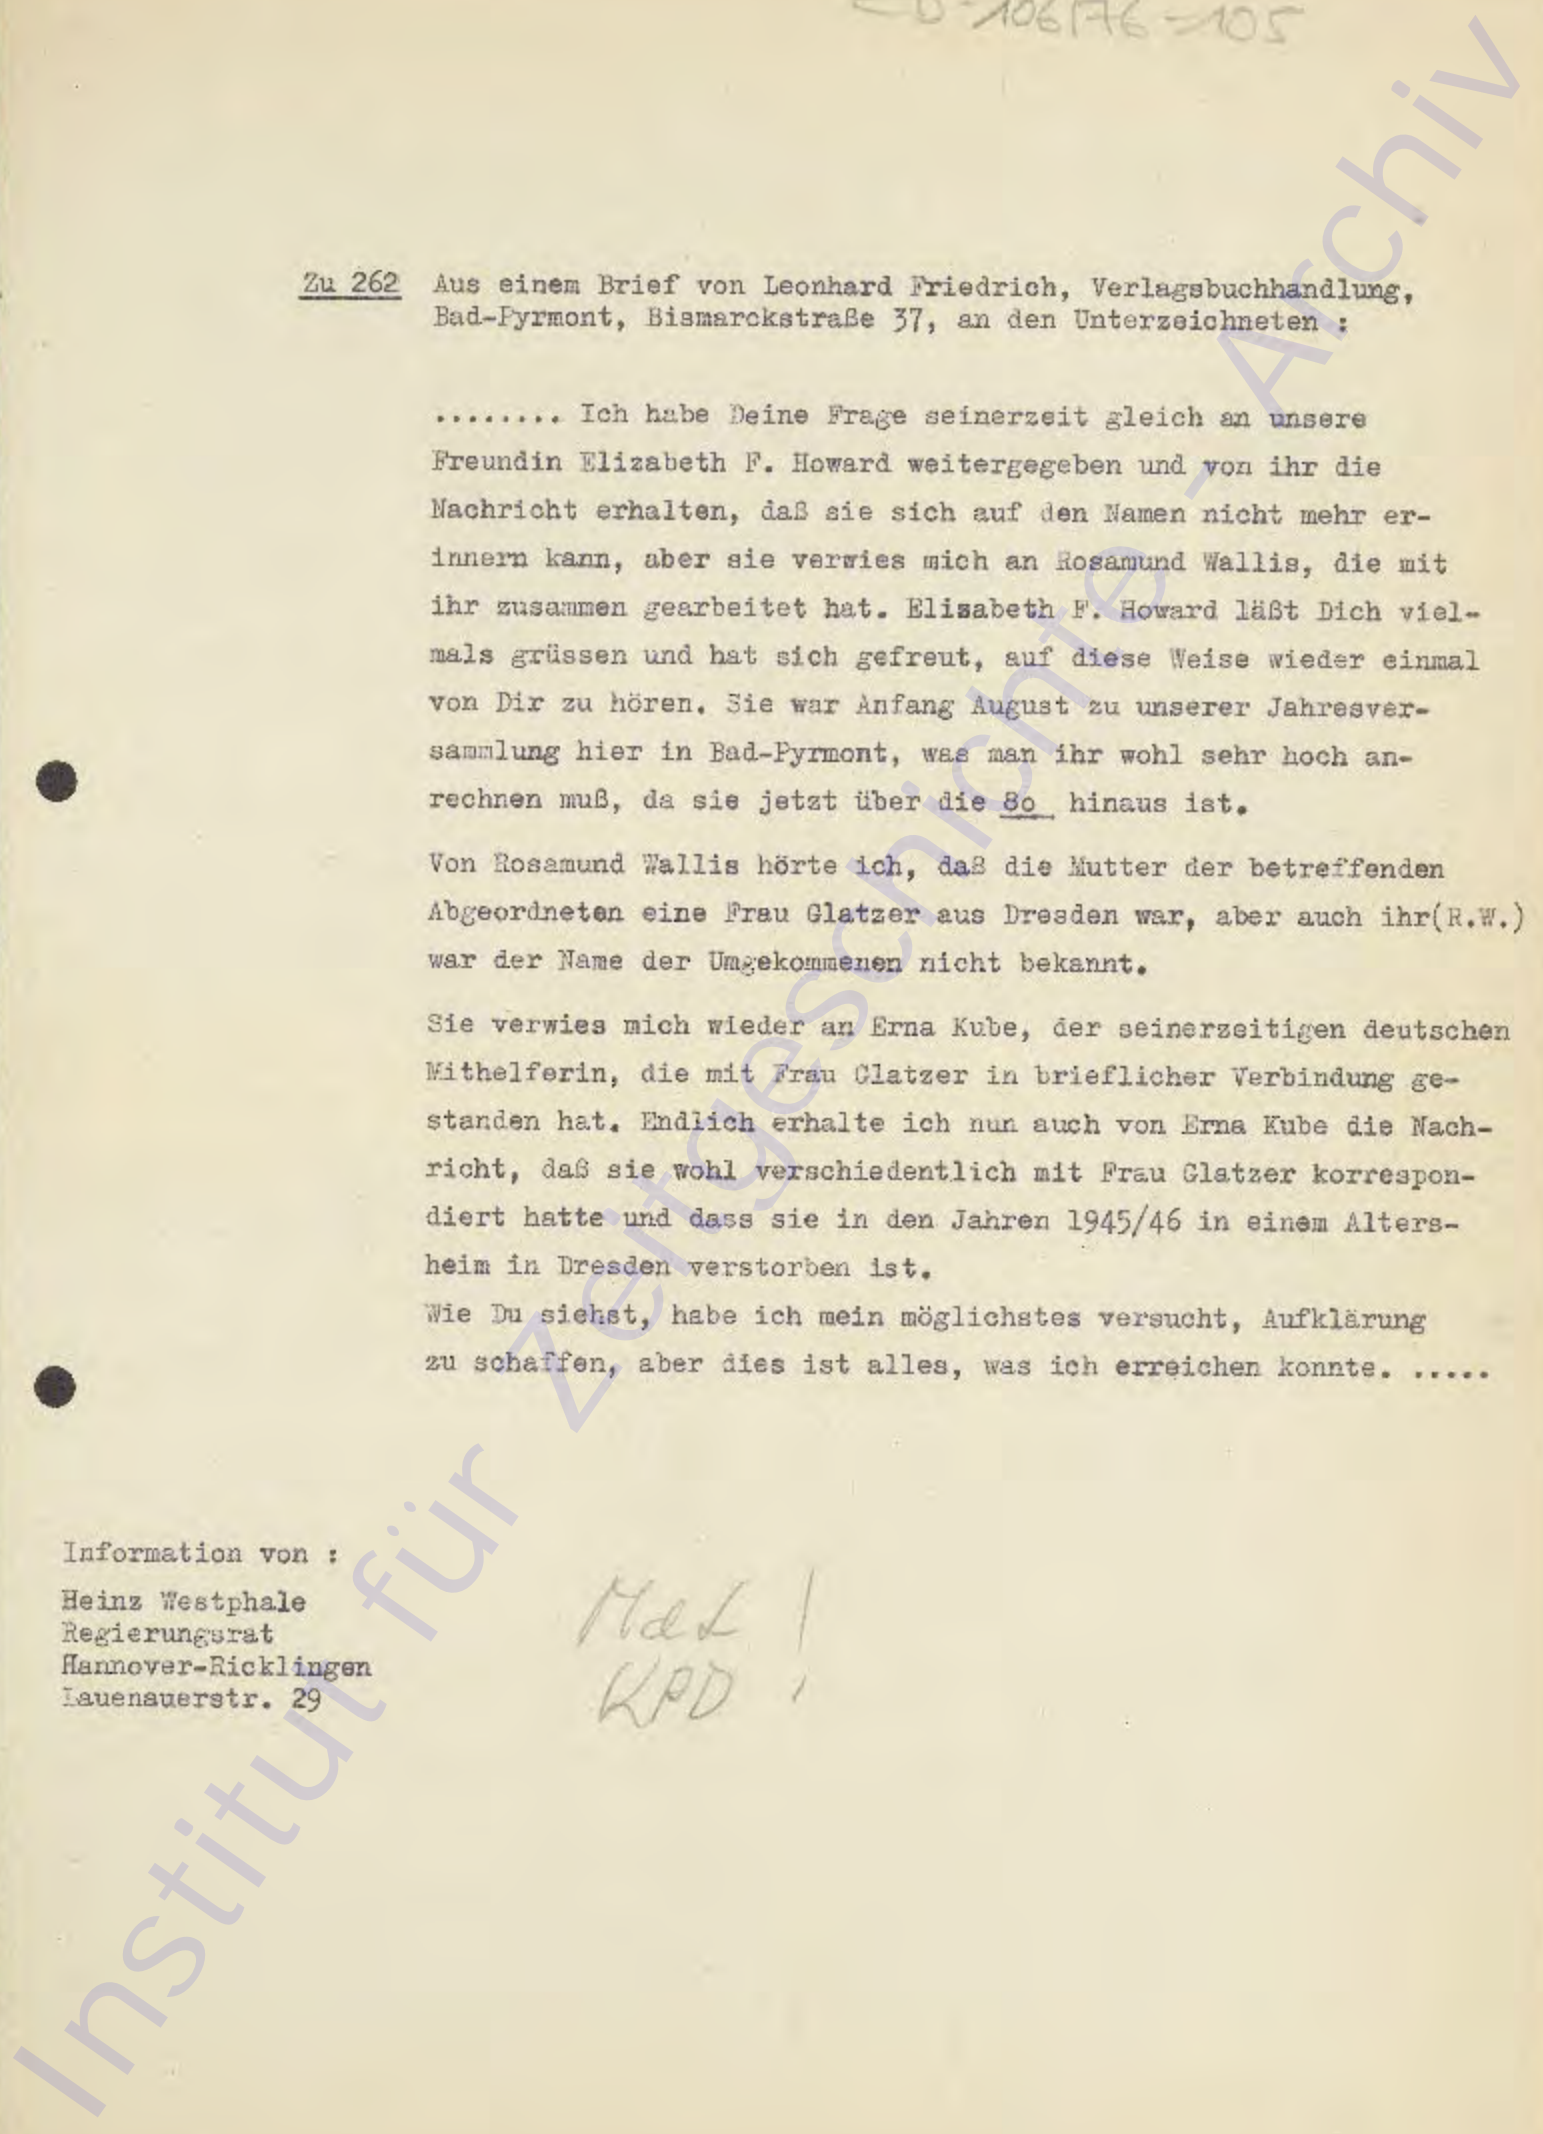 ED-106/76-105
Zu 262 Aus einem Brief von Leonhard Friedrich, Verlagsbuchhandlung,
Bad-Pyrmont, Bismarckstraße 37, an den Unterzeichneten :
........ Ich habe Deine Frage seinerzeit gleich an unsere
Freundin Elizabeth F. Howard weitergegeben und von ihr die
Nachricht erhalten, daß sie sich auf den Namen nicht mehr er-
innern kann, aber sie verwies mich an Rosamund Wallis, die mit
ihr zusammen gearbeitet hat. Elisabeth F. Howard läßt Dich viel-
mals grüssen und hat sich gefreut, auf diese Weise wieder einmal
von Dir zu hören. Sie war Anfang August zu unserer Jahresver-
sammlung hier in Bad-Pyrmont, was man ihr wohl sehr hoch an-
rechnen muß, da sie jetzt über die 8o hinaus ist.
Von Rosamund Wallis hörte ich, daß die Mutter der betreffenden
Abgeordneten eine Frau Glatzer aus Dresden war, aber auch ihr(R.W.)
war der Name der Umgekommenen nicht bekannt.
Sie verwies mich wieder an Erna Kube, der seinerzeitigen deutschen
Mithelferin, die mit Frau Glatzer in brieflicher Verbindung ge-
standen hat. Endlich erhalte ich nun auch von Erna Kube die Nach-
richt, daß sie wohl verschiedentlich mit Frau Glatzer korrespon-
diert hatte und dass sie in den Jahren 1945/46 in einem Alters-
heim in Dresden verstorben ist.
Wie Du siehst, habe ich mein möglichstes versucht, Aufklärung
zu schaffen, aber dies ist alles, was ich erreichen konnte. .....
Information von :
Heinz Westphale
Regierungsrat
Hannover-Ricklingen
Lauenauerstr. 29
MdL !
KPD !
Institut für Zeitgeschichte - Archiv